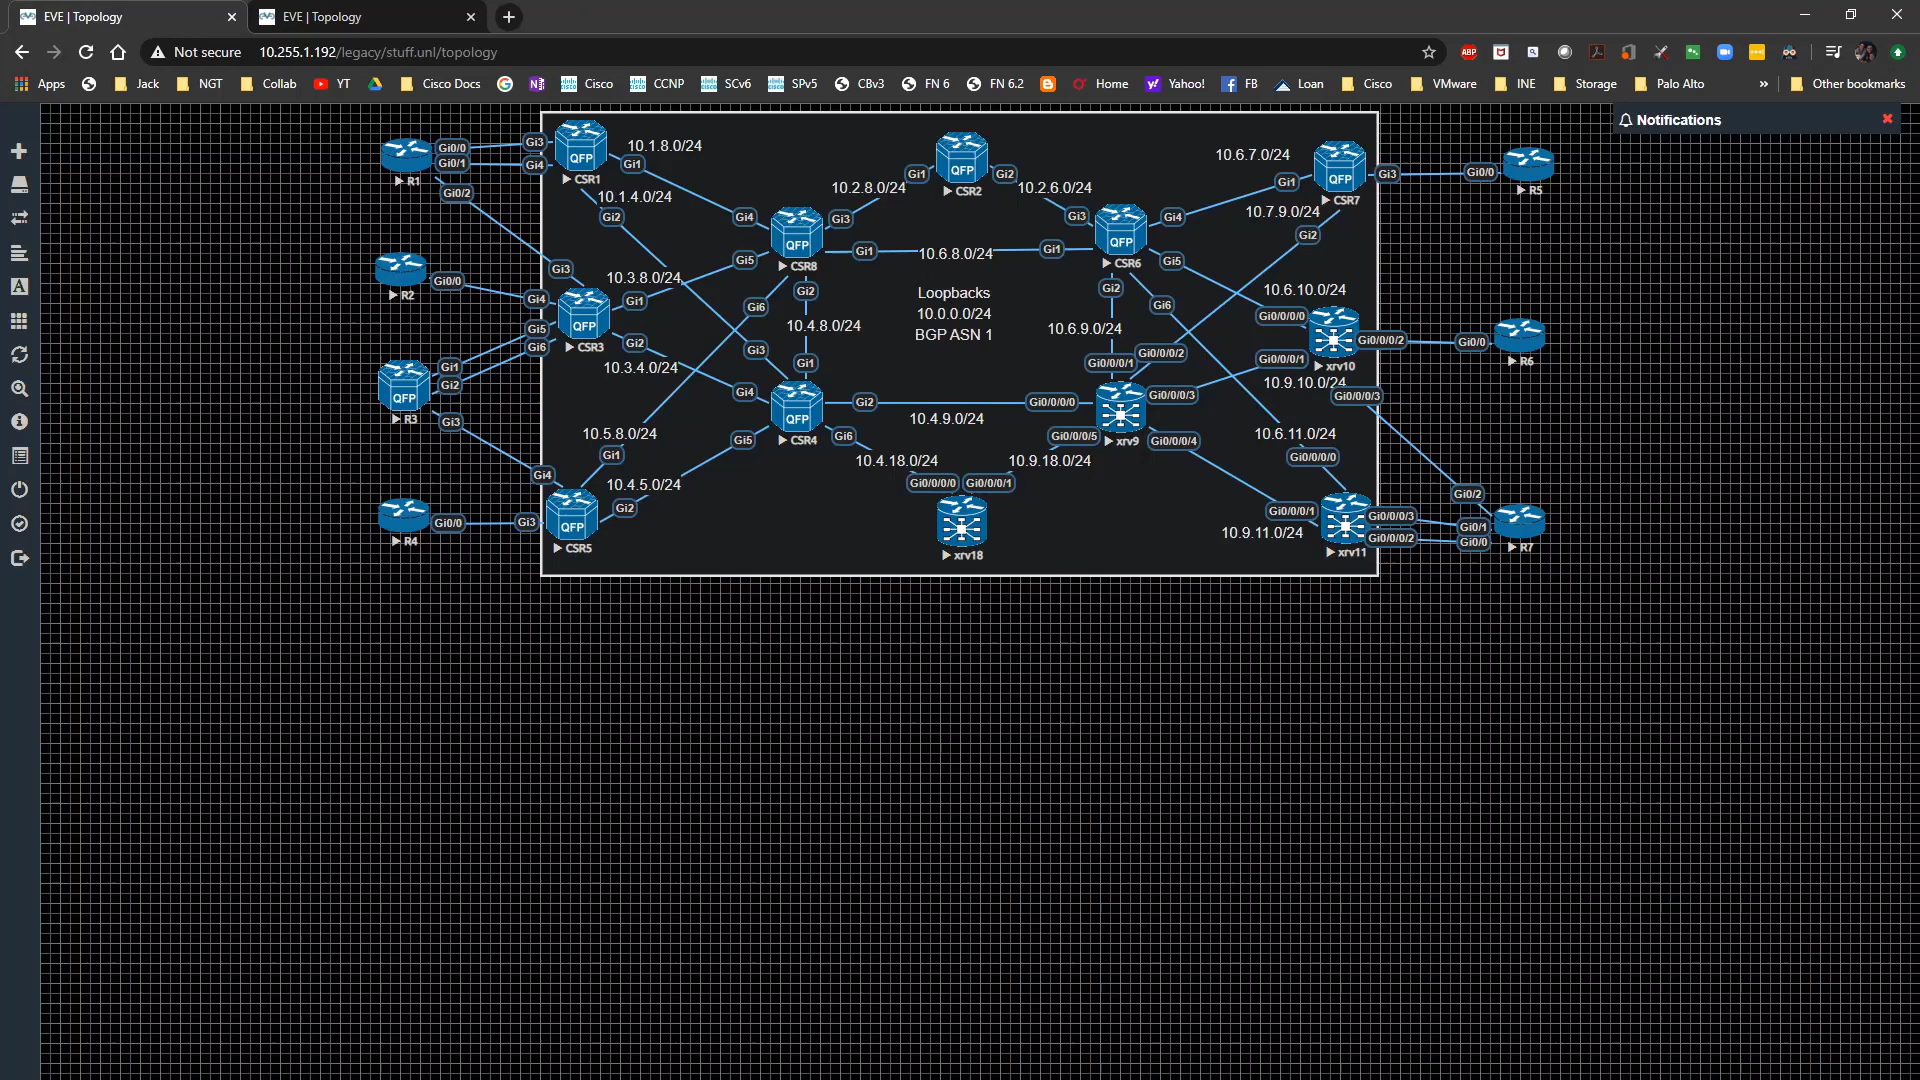 EVE | Topology
EVE | Topology
Not secure 10.255.1.192/legacy/stuff.unl/topology
ABP
Apps Jack NGT Collab YT Cisco Docs Cisco CCNP SCv6 SPv5 CBv3 FN 6 FN 6.2 Home Yahoo! FB Loan Cisco VMware INE Storage Palo Alto » Other bookmarks
Notifications
R1
Gi0/0
Gi0/1
Gi0/2
Gi3
Gi4
QFP
CSR1
Gi1
10.1.8.0/24
10.1.4.0/24
Gi2
R2
Gi0/0
Gi3
Gi4
Gi5
Gi6
QFP
CSR3
10.3.8.0/24
Gi1
Gi2
10.3.4.0/24
QFP
R3
Gi1
Gi2
Gi3
R4
Gi0/0
Gi4
Gi3
QFP
CSR5
10.5.8.0/24
Gi1
10.4.5.0/24
Gi2
Gi4
Gi5
Gi6
QFP
CSR8
Gi3
Gi1
Gi2
10.4.8.0/24
Gi3
Gi1
Gi4
Gi5
QFP
CSR4
Gi2
Gi6
10.2.8.0/24
Gi1
QFP
CSR2
Gi2
10.2.6.0/24
10.6.8.0/24
Loopbacks
10.0.0.0/24
BGP ASN 1
10.4.9.0/24
10.4.18.0/24
10.9.18.0/24
Gi0/0/0/0
Gi0/0/0/1
xrv18
Gi3
Gi1
QFP
CSR6
Gi4
Gi5
Gi2
Gi6
10.6.9.0/24
Gi0/0/0/1
Gi0/0/0/2
Gi0/0/0/0
Gi0/0/0/3
Gi0/0/0/5
xrv9
Gi0/0/0/4
10.6.7.0/24
Gi1
QFP
CSR7
Gi3
10.7.9.0/24
Gi2
Gi0/0
R5
10.6.10.0/24
Gi0/0/0/0
Gi0/0/0/1
xrv10
Gi0/0/0/2
10.9.10.0/24
Gi0/0/0/3
Gi0/0
R6
10.6.11.0/24
Gi0/0/0/0
Gi0/0/0/1
10.9.11.0/24
xrv11
Gi0/0/0/3
Gi0/0/0/2
Gi0/2
Gi0/1
Gi0/0
R7